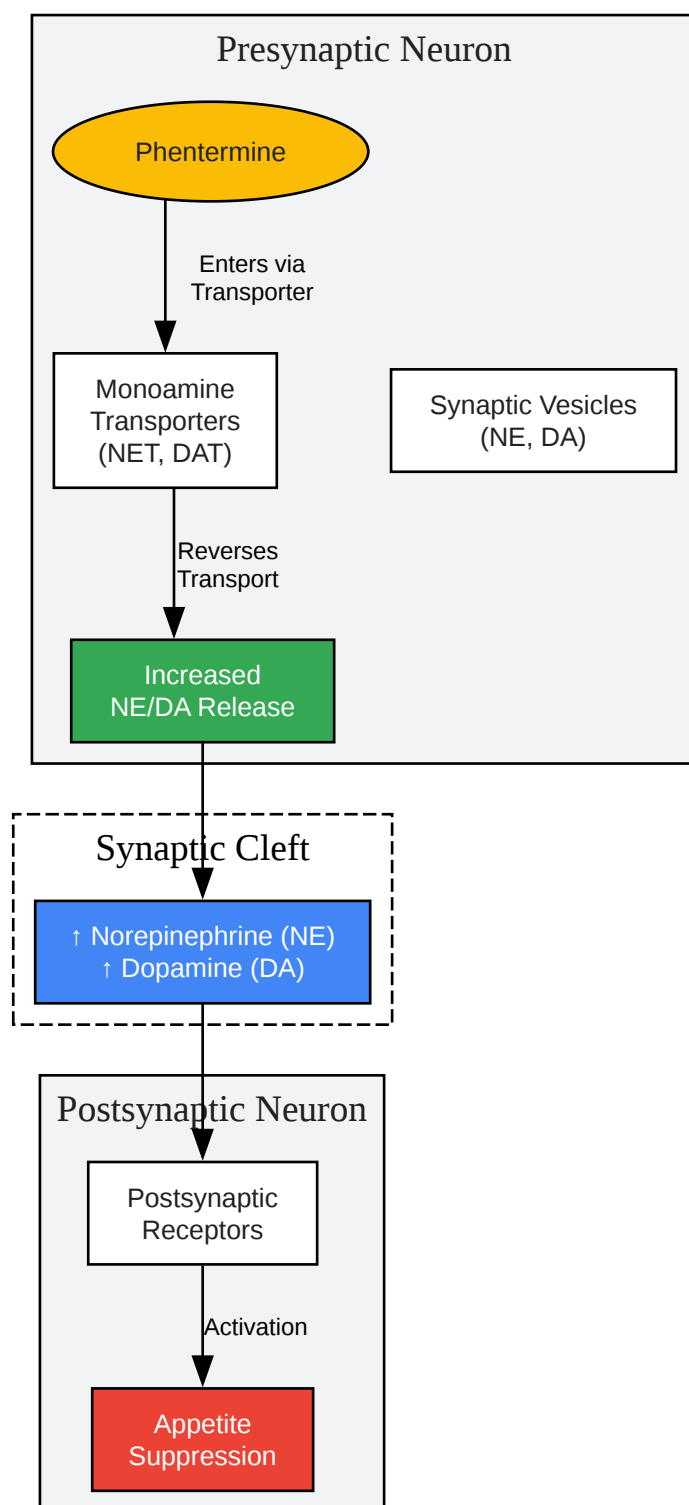 Presynaptic Neuron
Phentermine
Enters via
Transporter
Monoamine
Transporters
(NET, DAT)
Synaptic Vesicles
(NE, DA)
Reverses
Transport
Increased
NE/DA Release
Synaptic Cleft
↑ Norepinephrine (NE)
↑ Dopamine (DA)
Postsynaptic Neuron
Postsynaptic
Receptors
Activation
Appetite
Suppression